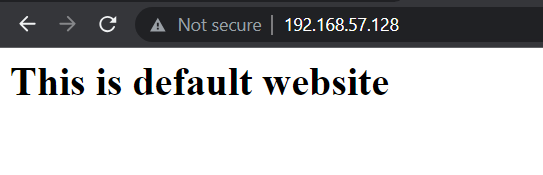 Not secure | 192.168.57.128
This is default website